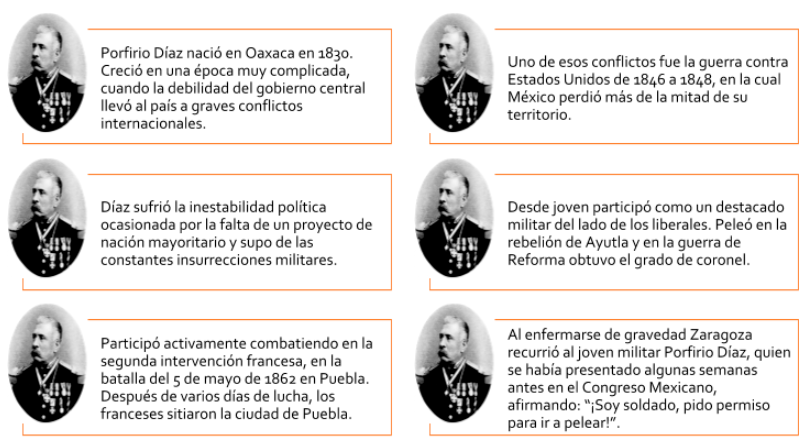 Porfirio Díaz nació en Oaxaca en 1830.
Creció en una época muy complicada,
cuando la debilidad del gobierno central
llevó al país a graves conflictos
internacionales.
Uno de esos conflictos fue la guerra contra
Estados Unidos de 1846 a 1848, en la cual
México perdió más de la mitad de su
territorio.
Díaz sufrió la inestabilidad política
ocasionada por la falta de un proyecto de
nación mayoritario y supo de las
constantes insurrecciones militares.
Desde joven participó como un destacado
militar del lado de los liberales. Peleó en la
rebelión de Ayutla y en la guerra de
Reforma obtuvo el grado de coronel.
Participó activamente combatiendo en la
segunda intervención francesa, en la
batalla del 5 de mayo de 1862 en Puebla.
Después de varios días de lucha, los
franceses sitiaron la ciudad de Puebla.
Al enfermarse de gravedad Zaragoza
recurrió al joven militar Porfirio Díaz, quien
se había presentado algunas semanas
antes en el Congreso Mexicano,
afirmando: “¡Soy soldado, pido permiso
para ir a pelear!”.